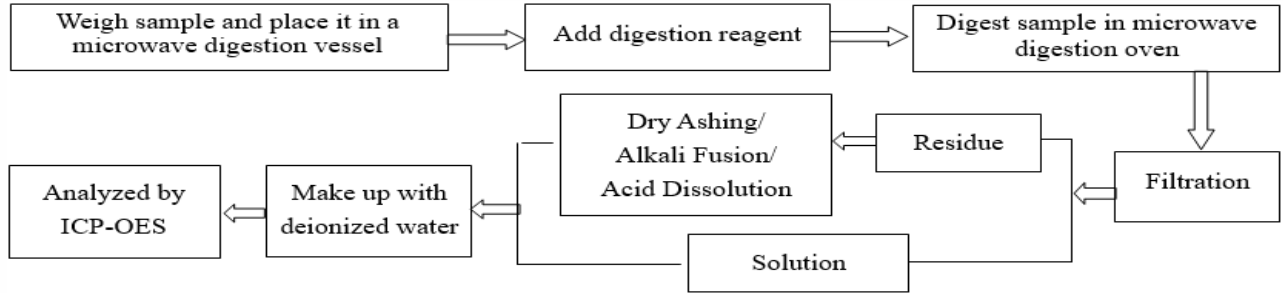 Weigh sample and place it in a
microwave digestion vessel
Add digestion reagent
Digest sample in microwave
digestion oven
Filtration
Residue
Dry Ashing/
Alkali Fusion/
Acid Dissolution
Solution
Make up with
deionized water
Analyzed by
ICP-OES